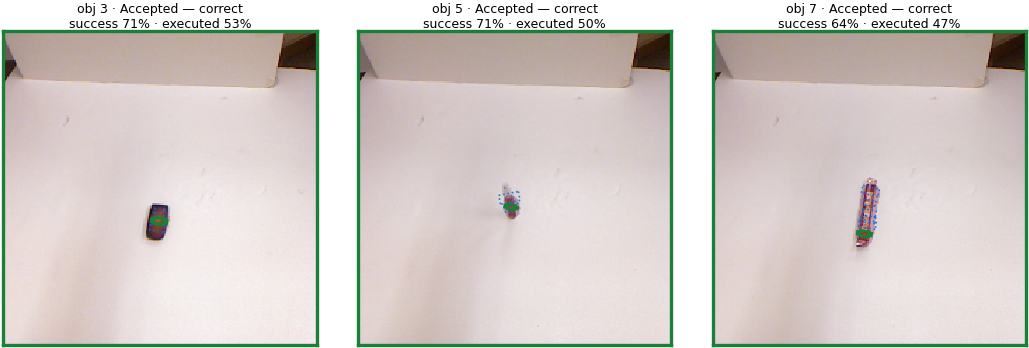 obj 3 · Accepted — correct
success 71% · executed 53%
obj 5 · Accepted — correct
success 71% · executed 50%
obj 7 · Accepted — correct
success 64% · executed 47%